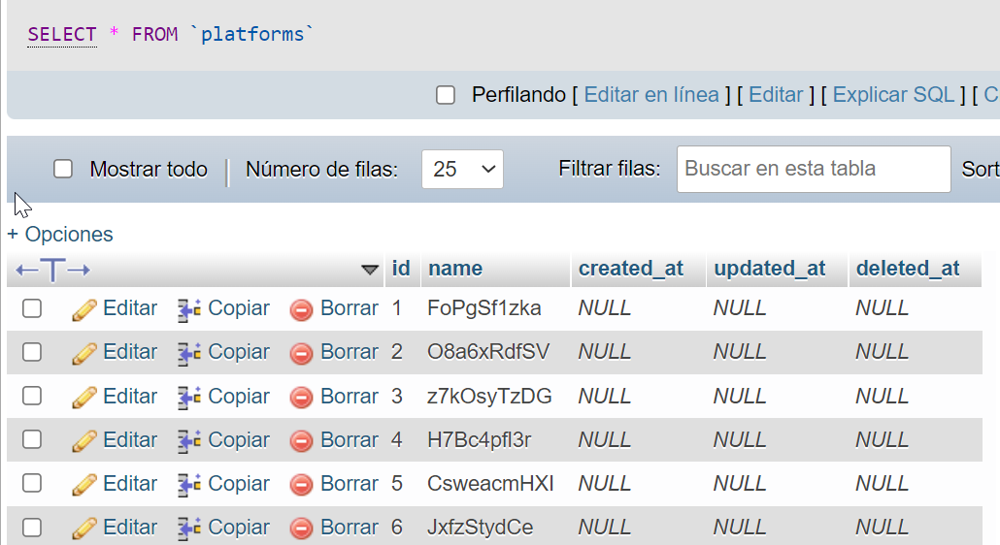 SELECT * FROM `platforms`
Perfilando [ Editar en línea ] [ Editar ] [ Explicar SQL ] [ C
Mostrar todo | Número de filas: 25 Filtrar filas: Buscar en esta tabla Sort
+ Opciones
←T→ id name created_at updated_at deleted_at
Editar Copiar Borrar 1 FoPgSf1zka NULL NULL NULL
Editar Copiar Borrar 2 O8a6xRdfSV NULL NULL NULL
Editar Copiar Borrar 3 z7kOsyTzDG NULL NULL NULL
Editar Copiar Borrar 4 H7Bc4pfl3r NULL NULL NULL
Editar Copiar Borrar 5 CsweacmHXI NULL NULL NULL
Editar Copiar Borrar 6 JxfzStydCe NULL NULL NULL